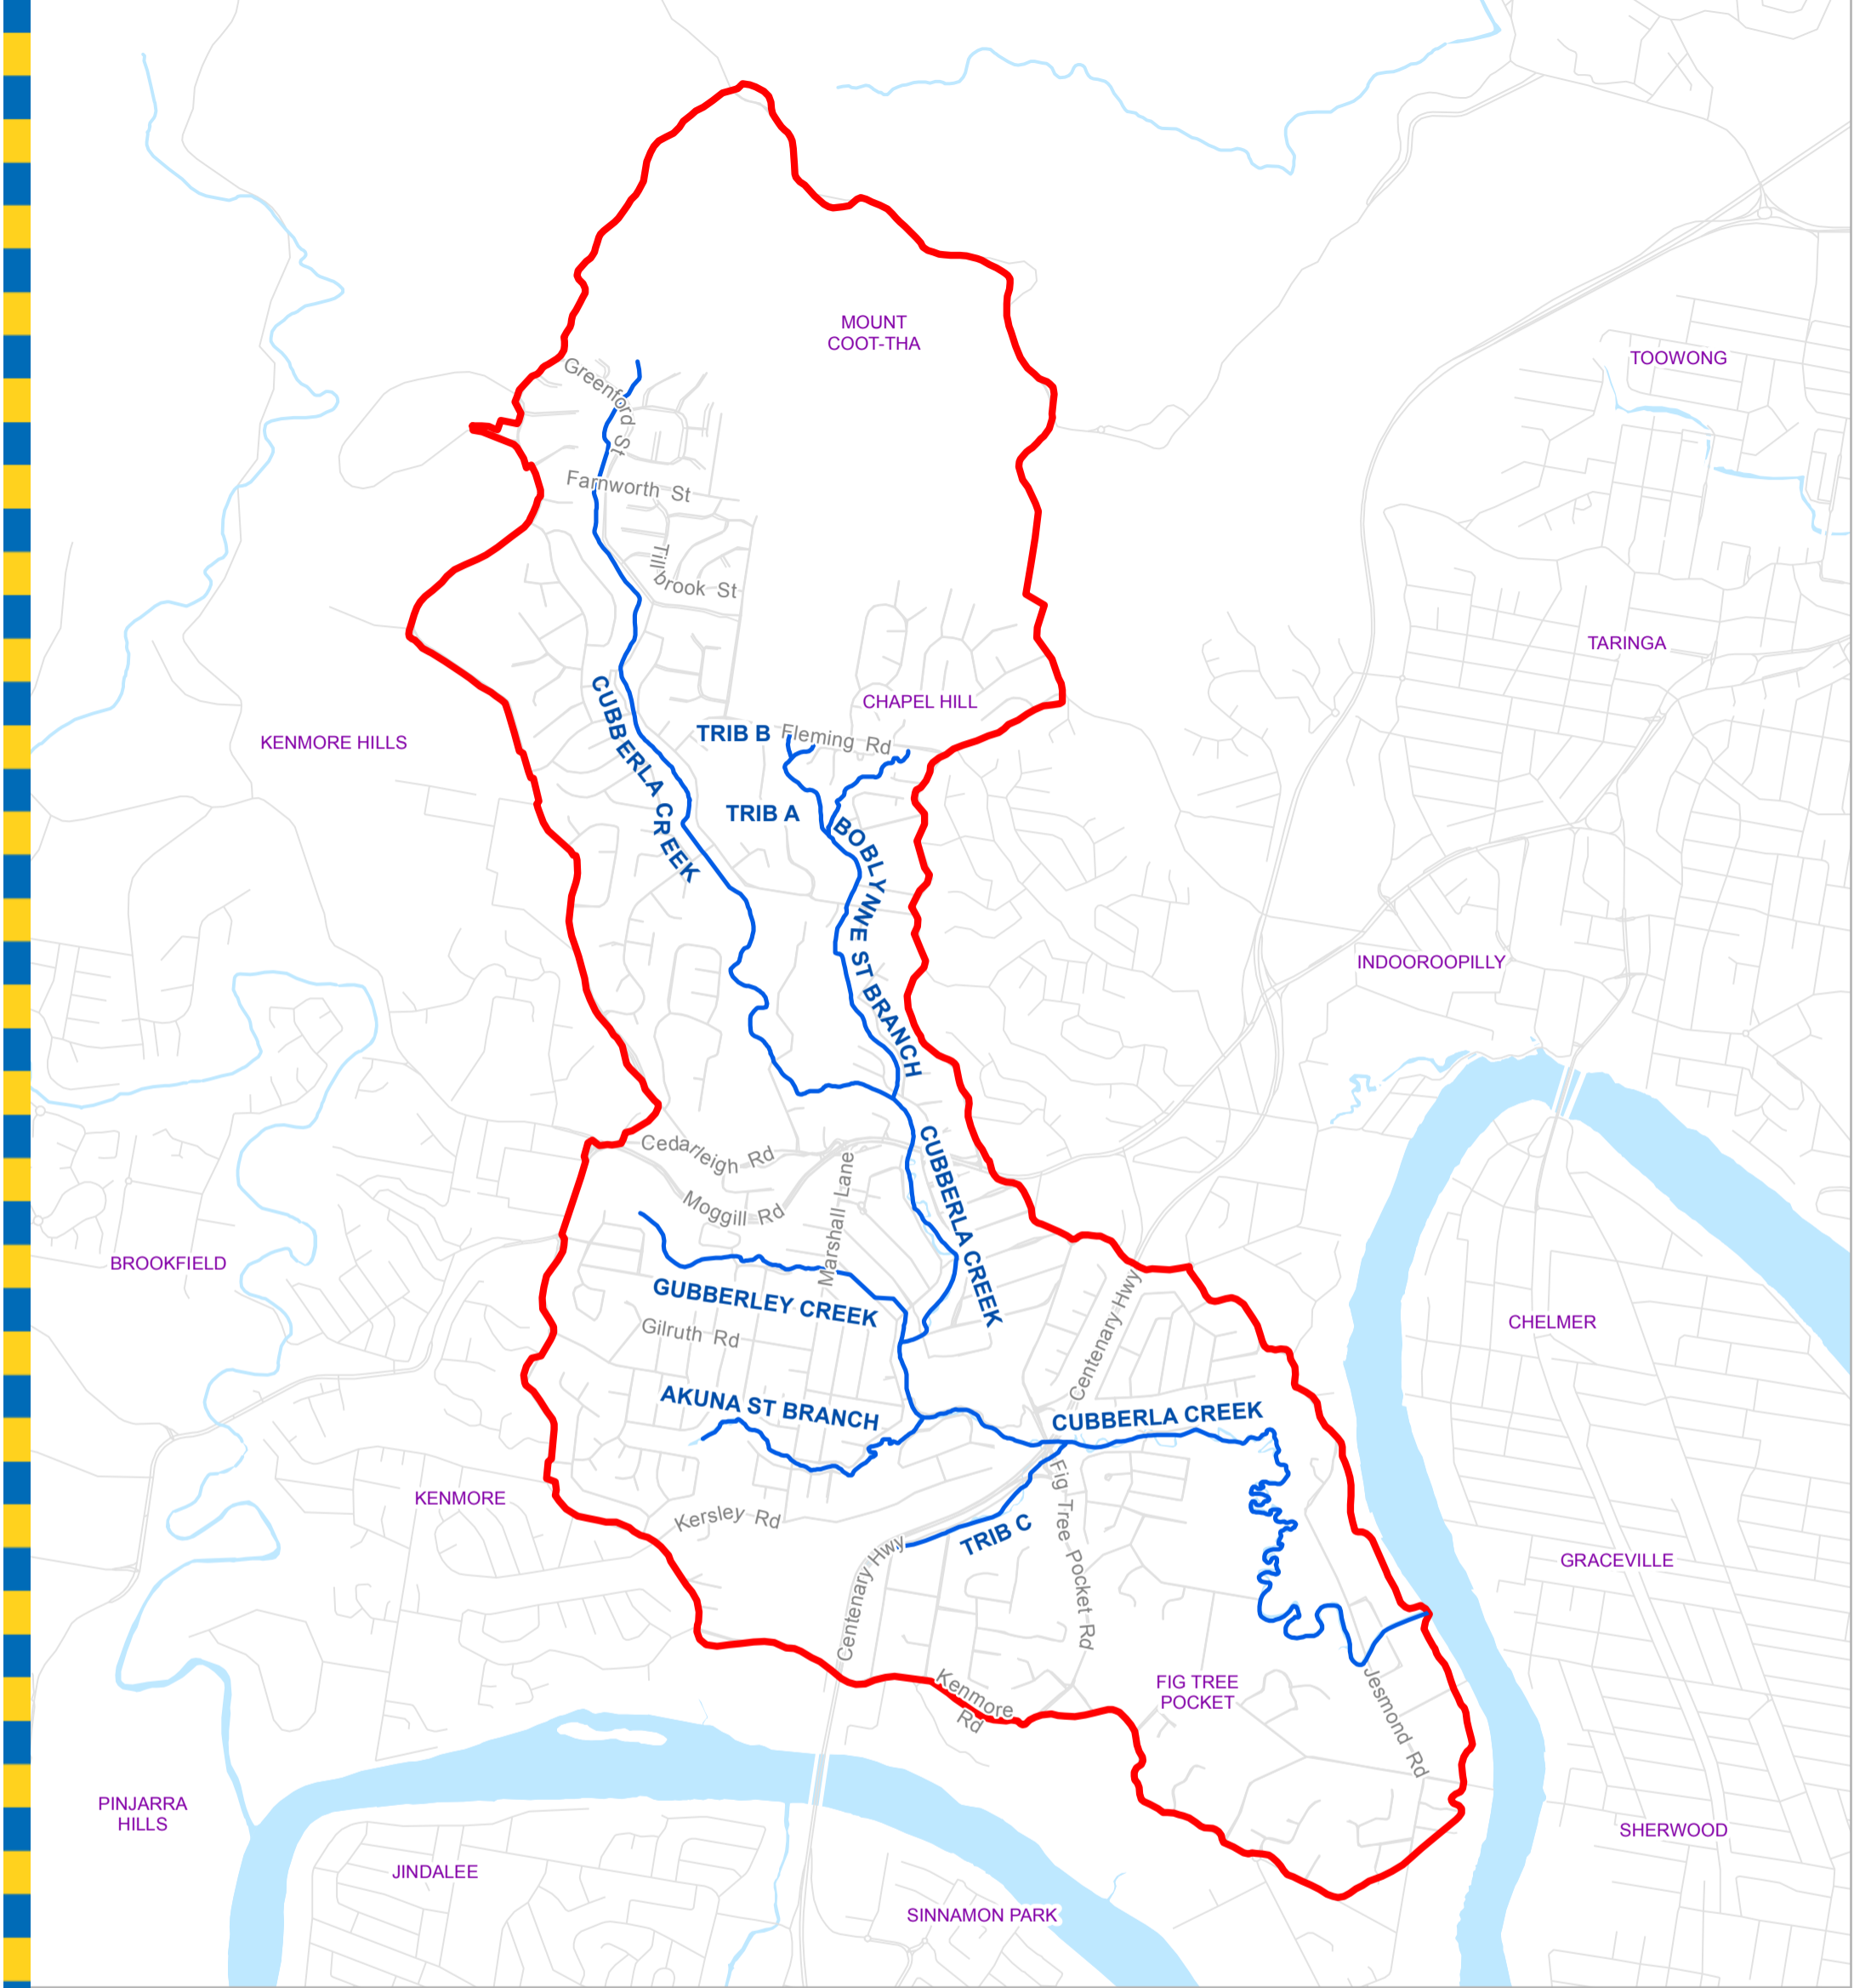 MOUNT
COOT-THA
TOOWONG
Greenford St
Farnworth St
Tillbrook St
TARINGA
CHAPEL HILL
KENMORE HILLS
CUBBERLA CREEK
TRIB B
Fleming Rd
TRIB A
BOBLYNNE ST BRANCH
INDOOROOPILLY
Cedarleigh Rd
Moggill Rd
Marshall Lane
CUBBERLA CREEK
BROOKFIELD
GUBBERLEY CREEK
Gilruth Rd
Centenary Hwy
CHELMER
AKUNA ST BRANCH
CUBBERLA CREEK
KENMORE
Kersley Rd
TRIB C
Fig Tree Pocket Rd
Centenary Hwy
GRACEVILLE
Kenmore
Rd
FIG TREE
POCKET
Jesmond Rd
PINJARRA
HILLS
JINDALEE
SHERWOOD
SINNAMON PARK